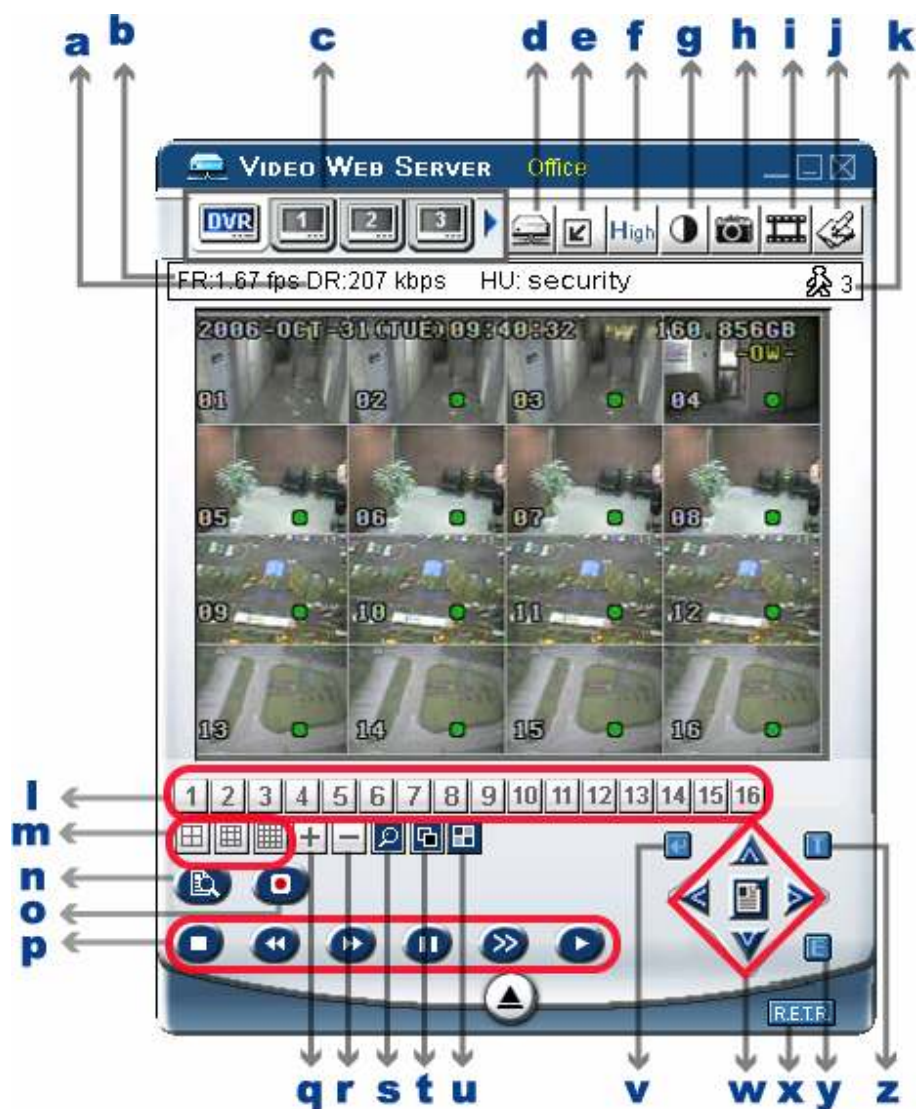 a b c d e f g h i j k
VIDEO WEB SERVER Office
DVR 1 2 3 High
FR:1.67 fps DR:207 kbps HU: security 3
2006-OCT-31(TUE)09:40:32 160.856GB
-OW-
01 02 03 04
05 06 07 08
09 10 11 12
13 14 15 16
l 1 2 3 4 5 6 7 8 9 10 11 12 13 14 15 16
m
T
n
o
p
E
R.E.T.R.
q r s t u v w x y z